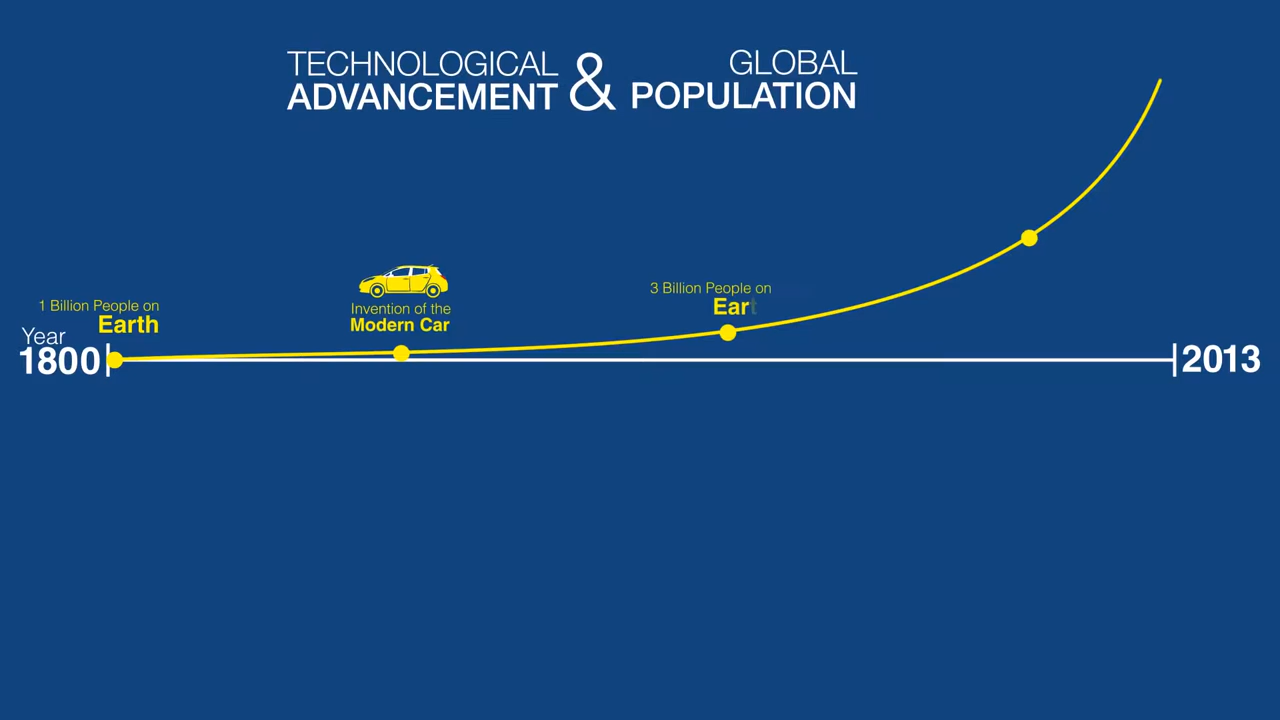 TECHNOLOGICAL
ADVANCEMENT
&
GLOBAL
POPULATION
1 Billion People on
Earth
Year
1800
Invention of the
Modern Car
3 Billion People on
Eart
2013